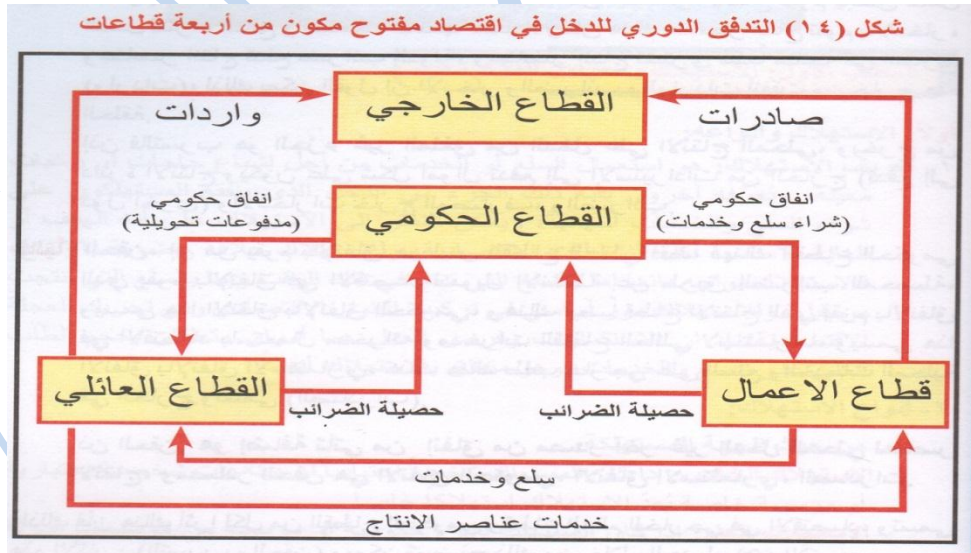 شكل (١٤) التدفق الدوري للدخل في اقتصاد مفتوح مكون من أربعة قطاعات
القطاع الخارجي
صادرات
واردات
القطاع الحكومي
انفاق حكومي
(شراء سلع وخدمات)
انفاق حكومي
(مدفوعات تحويلية)
قطاع الاعمال
القطاع العائلي
حصيلة الضرائب
حصيلة الضرائب
سلع وخدمات
خدمات عناصر الانتاج